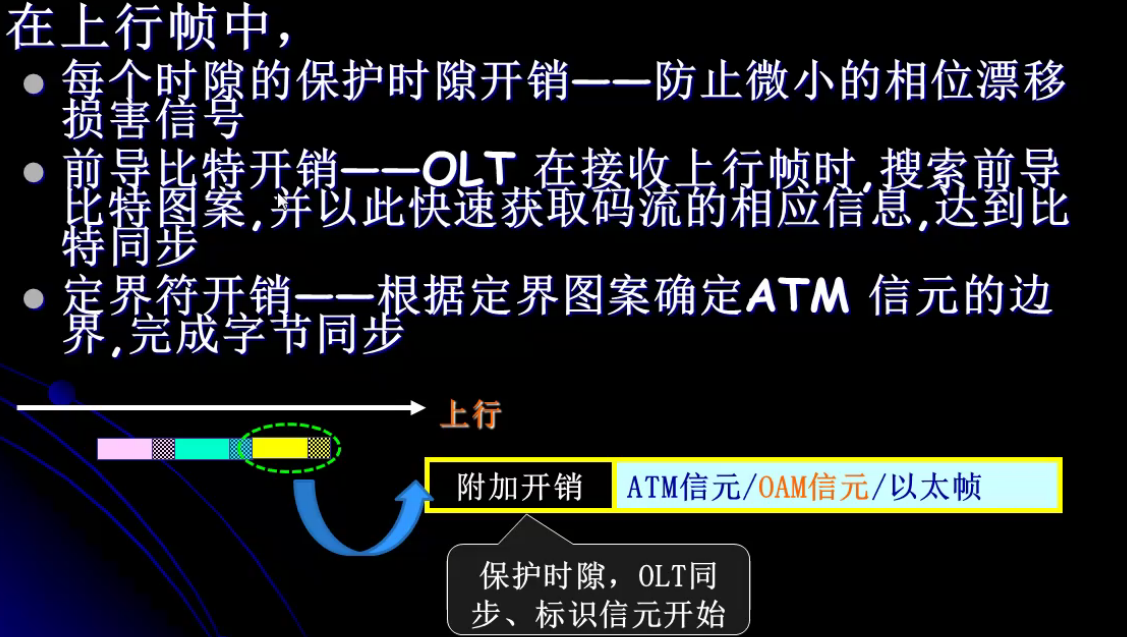 在上行帧中，
每个时隙的保护时隙开销——防止微小的相位漂移
损害信号
前导比特开销——OLT 在接收上行帧时,搜索前导
比特图案,并以此快速获取码流的相应信息,达到比
特同步
定界符开销——根据定界图案确定ATM 信元的边
界,完成字节同步
上行
附加开销 ATM信元/OAM信元/以太帧
保护时隙，OLT同
步、标识信元开始